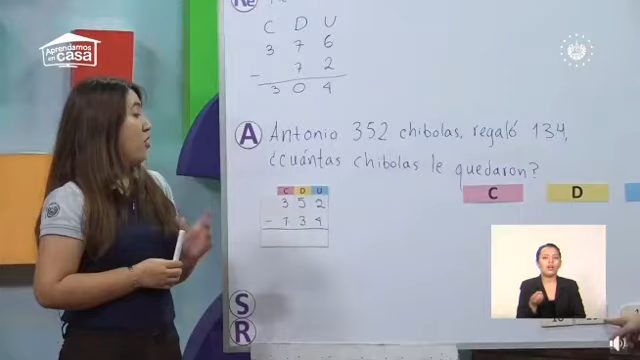 Aprendamos
en casa
Re
C D U
3 7 6
- 7 2
3 0 4
A Antonio 352 chibolas, regaló 134,
¿cuántas chibolas le quedaron?
C D U
3 5 2
- 1 3 4
C D
S
R